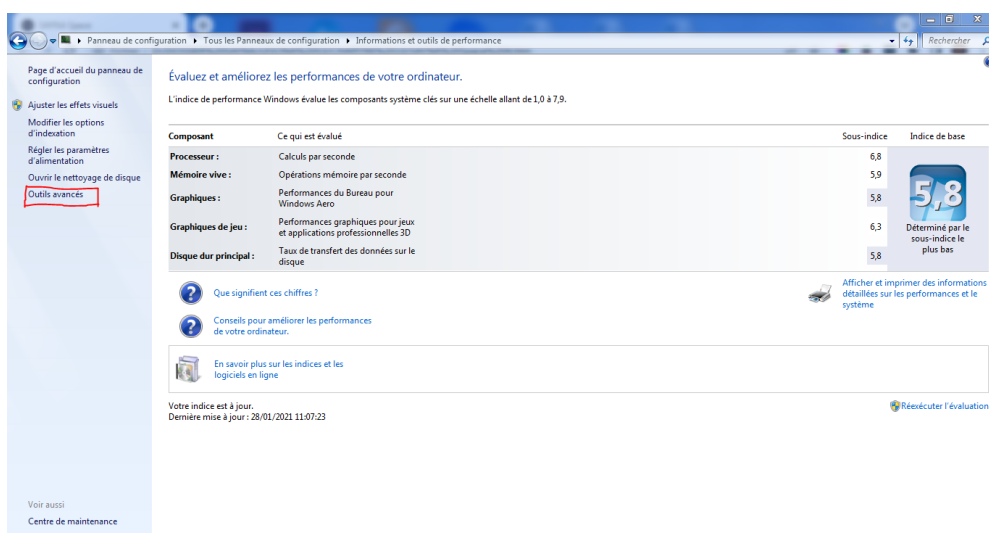 Panneau de configuration ▸ Tous les Panneaux de configuration ▸ Informations et outils de performance
Rechercher
Page d'accueil du panneau de
configuration
Ajuster les effets visuels
Modifier les options
d'indexation
Régler les paramètres
d'alimentation
Ouvrir le nettoyage de disque
Outils avancés
Voir aussi
Centre de maintenance
Évaluez et améliorez les performances de votre ordinateur.
L'indice de performance Windows évalue les composants système clés sur une échelle allant de 1,0 à 7,9.
Composant Ce qui est évalué Sous-indice Indice de base
Processeur : Calculs par seconde 6,8
Mémoire vive : Opérations mémoire par seconde 5,9
Graphiques : Performances du Bureau pour
Windows Aero 5,8
Graphiques de jeu : Performances graphiques pour jeux
et applications professionnelles 3D 6,3
Disque dur principal : Taux de transfert des données sur le
disque 5,8
5,8
Déterminé par le
sous-indice le
plus bas
Que signifient ces chiffres ?
Conseils pour améliorer les performances
de votre ordinateur.
Afficher et imprimer des informations
détaillées sur les performances et le
système
En savoir plus sur les indices et les
logiciels en ligne
Votre indice est à jour.
Dernière mise à jour : 28/01/2021 11:07:23
Réexécuter l'évaluation